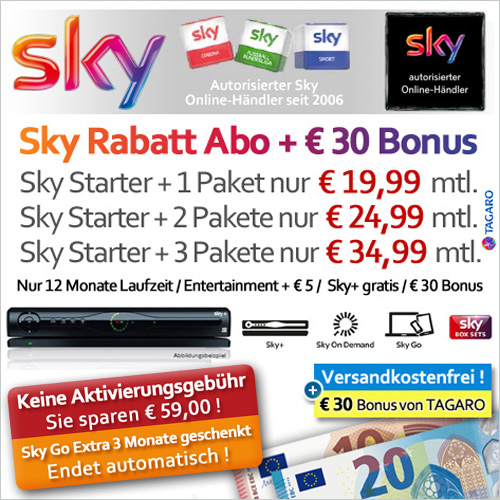 sky
CINEMA
FUSSBALL BUNDESLIGA
SPORT
Autorisierter Sky
Online-Händler seit 2006
sky
autorisierter
Online-Händler
Sky Rabatt Abo + € 30 Bonus
Sky Starter + 1 Paket nur € 19,99 mtl.
Sky Starter + 2 Pakete nur € 24,99 mtl.
Sky Starter + 3 Pakete nur € 34,99 mtl.
TAGARO
Nur 12 Monate Laufzeit / Entertainment + € 5 / Sky+ gratis / € 30 Bonus
sky+
Abbildungsbeispiel
Sky+
Sky On Demand
Sky Go
sky
BOX SETS
Keine Aktivierungsgebühr
Sie sparen € 59,00 !
Sky Go Extra 3 Monate geschenkt
Endet automatisch !
+
Versandkostenfrei !
€ 30 Bonus von TAGARO
10
20